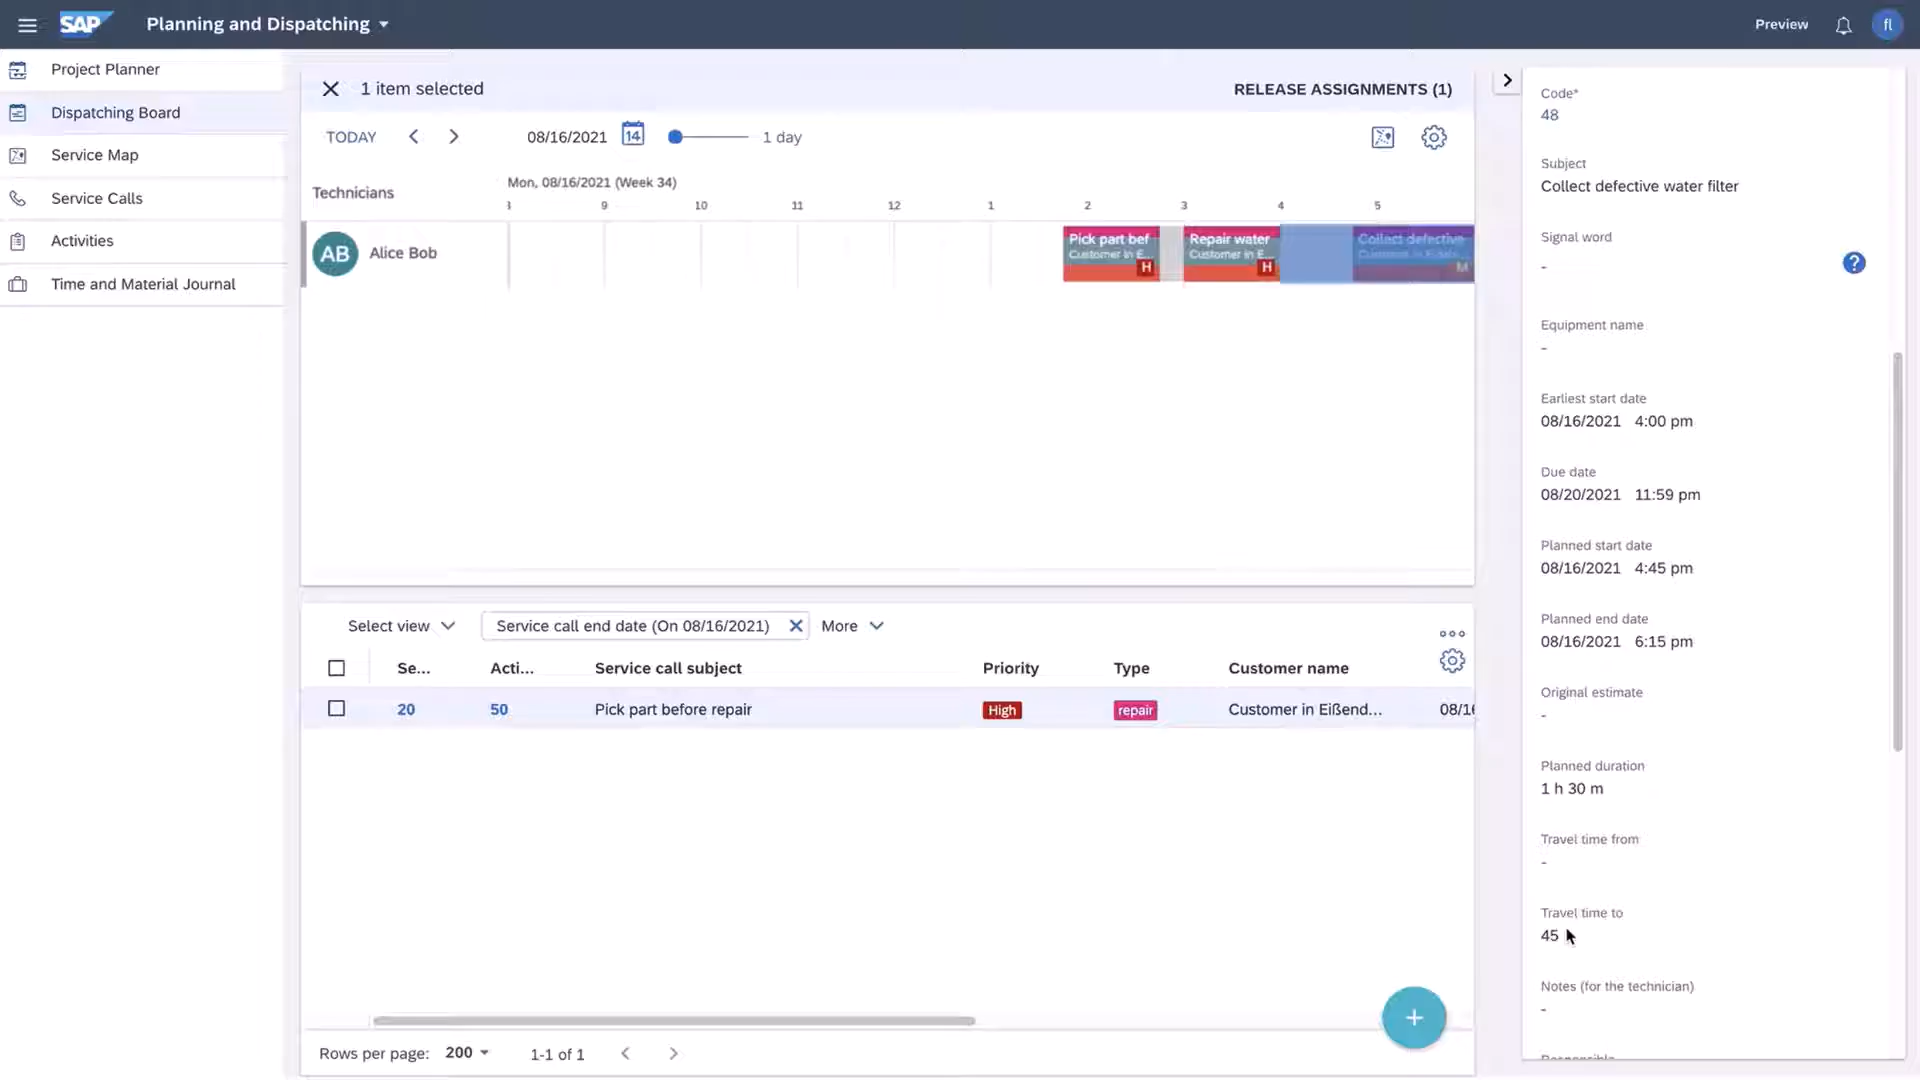 SAP
Planning and Dispatching
Preview
fl
Project Planner
Dispatching Board
Service Map
Service Calls
Activities
Time and Material Journal
1 item selected
RELEASE ASSIGNMENTS (1)
TODAY
08/16/2021
14
1 day
Technicians
Mon, 08/16/2021 (Week 34)
9 10 11 12 1 2 3 4 5
AB
Alice Bob
Pick part bef
Customer in E...
H
Repair water
Customer in E...
H
Collect defective
M
Select view
Service call end date (On 08/16/2021)
More
Se...
Acti...
Service call subject
Priority
Type
Customer name
20
50
Pick part before repair
High
repair
Customer in Eißend...
08/16
Rows per page:
200
1-1 of 1
Code*
48
Subject
Collect defective water filter
Signal word
-
?
Equipment name
-
Earliest start date
08/16/2021 4:00 pm
Due date
08/20/2021 11:59 pm
Planned start date
08/16/2021 4:45 pm
Planned end date
08/16/2021 6:15 pm
Original estimate
-
Planned duration
1 h 30 m
Travel time from
-
Travel time to
45
Notes (for the technician)
-
Responsible